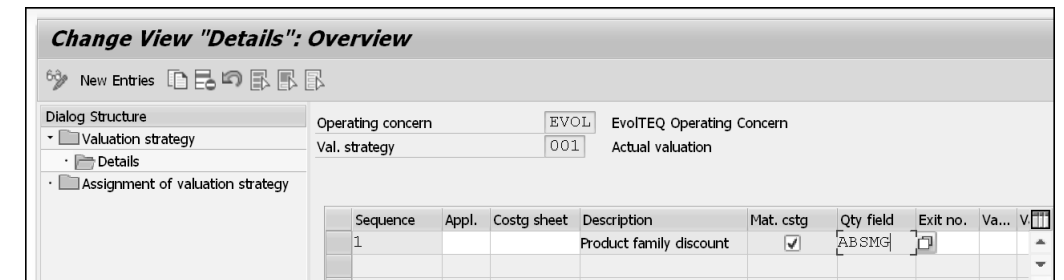 Change View "Details": Overview
New Entries
Dialog Structure
Valuation strategy
Details
Assignment of valuation strategy
Operating concern EVOL EvolTEQ Operating Concern
Val. strategy 001 Actual valuation
Sequence Appl. Costg sheet Description Mat. cstg Qty field Exit no. Va... V.
1 Product family discount ABSMG